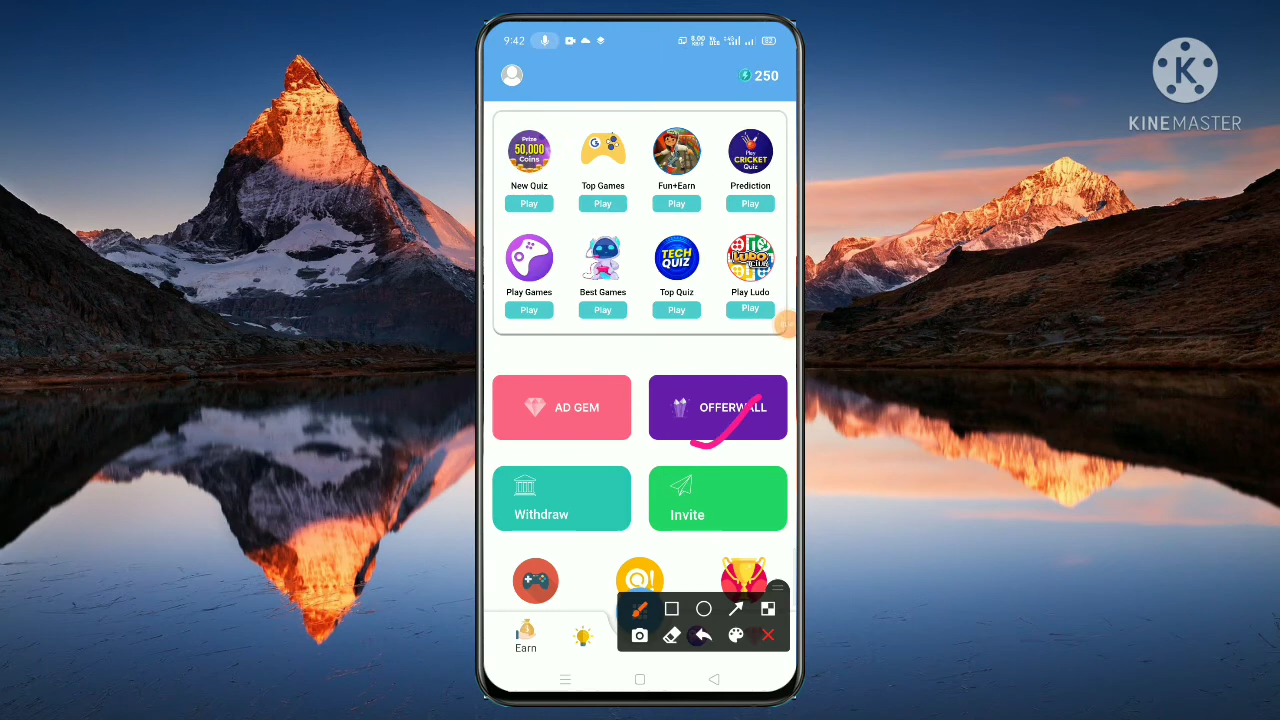 9:42
KINEMASTER
K
250
Prize
50,000
Coins
G
Play
CRICKET
Quiz
New Quiz Top Games Fun+Earn Prediction
Play Play Play Play
TECH
QUIZ
LUDO
CLUB
Play Games Best Games Top Quiz Play Ludo
Play Play Play Play
AD GEM OFFERWALL
Withdraw Invite
Earn